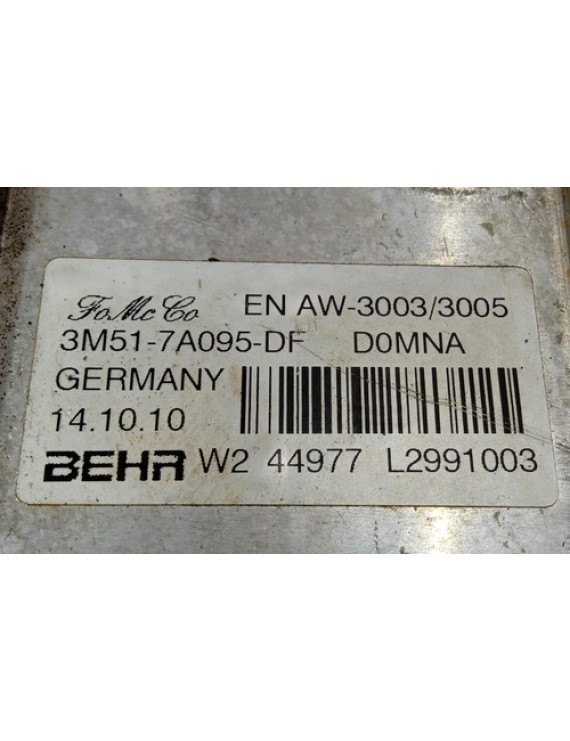 FoMoCo EN AW-3003/3005
3M51-7A095-DF D0MNA
GERMANY
14.10.10
BEHR W2 44977 L2991003